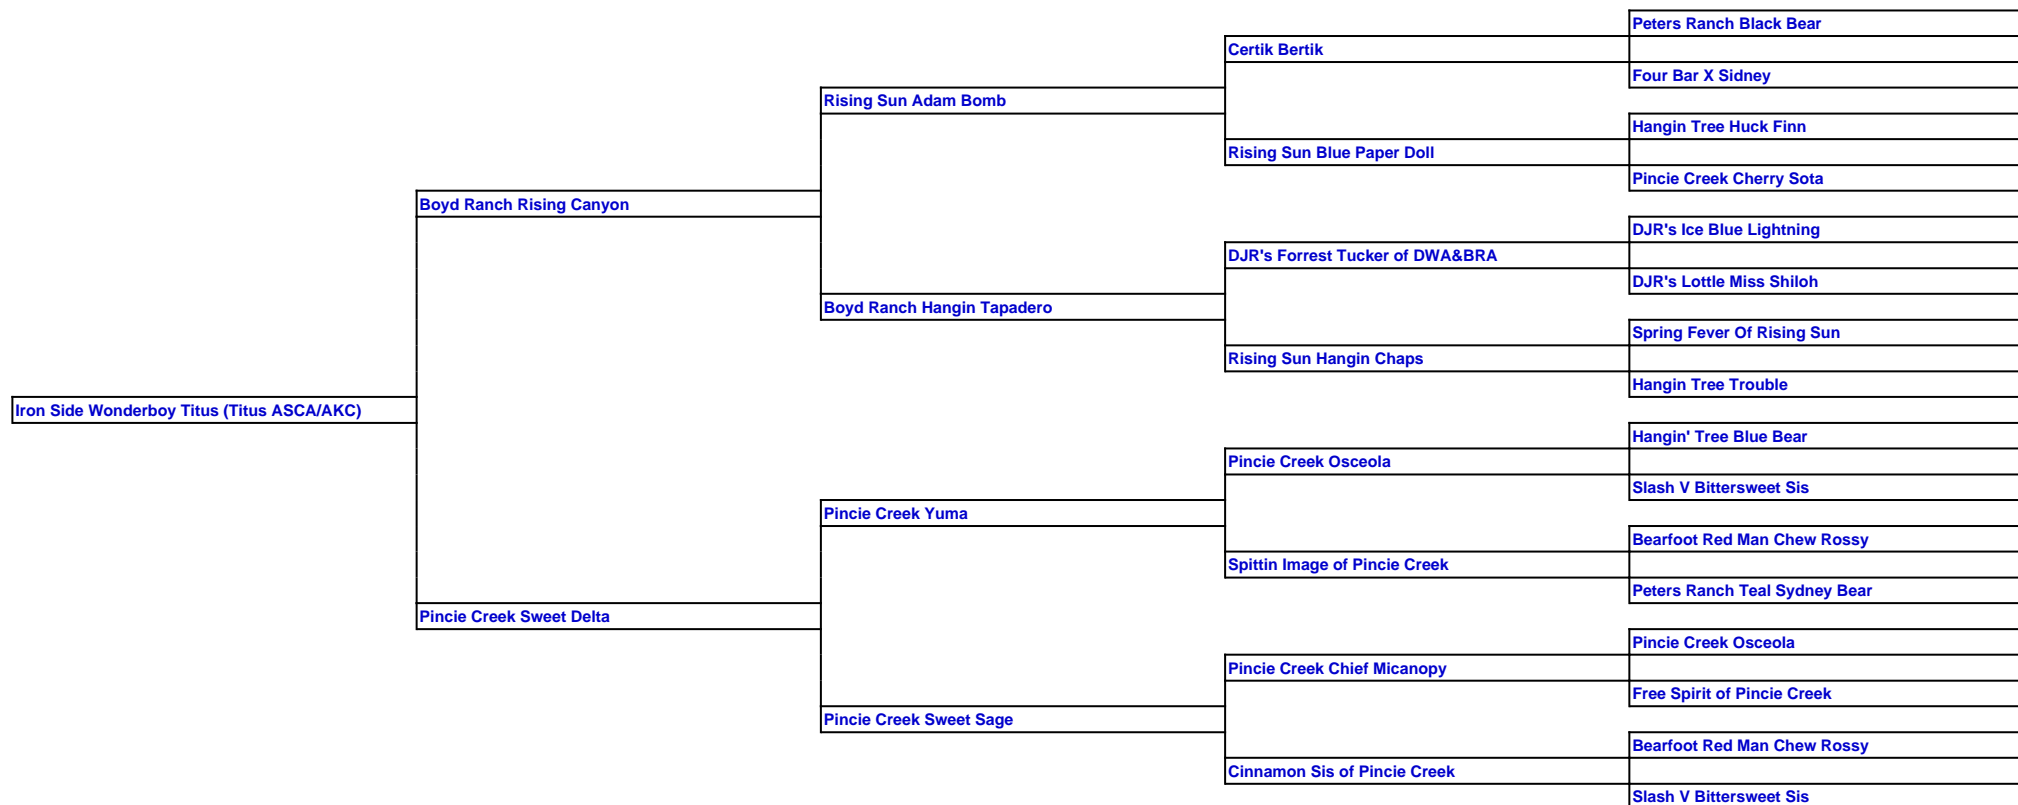 Peters Ranch Black Bear
Certik Bertik
Four Bar X Sidney
Rising Sun Adam Bomb
Hangin Tree Huck Finn
Rising Sun Blue Paper Doll
Pincie Creek Cherry Sota
Boyd Ranch Rising Canyon
DJR's Ice Blue Lightning
DJR's Forrest Tucker of DWA&BRA
DJR's Lottle Miss Shiloh
Boyd Ranch Hangin Tapadero
Spring Fever Of Rising Sun
Rising Sun Hangin Chaps
Hangin Tree Trouble
Iron Side Wonderboy Titus (Titus ASCA/AKC)
Hangin' Tree Blue Bear
Pincie Creek Osceola
Slash V Bittersweet Sis
Pincie Creek Yuma
Bearfoot Red Man Chew Rossy
Spittin Image of Pincie Creek
Peters Ranch Teal Sydney Bear
Pincie Creek Sweet Delta
Pincie Creek Osceola
Pincie Creek Chief Micanopy
Free Spirit of Pincie Creek
Pincie Creek Sweet Sage
Bearfoot Red Man Chew Rossy
Cinnamon Sis of Pincie Creek
Slash V Bittersweet Sis